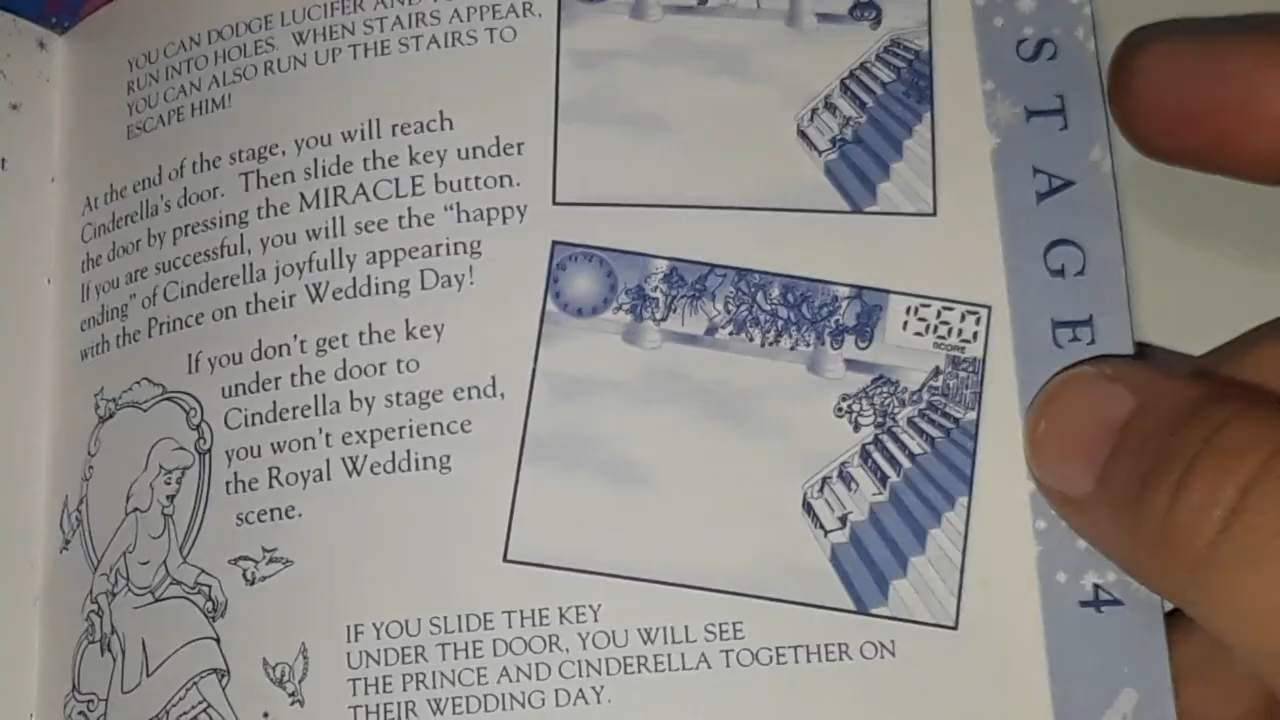 YOU CAN DODGE LUCIFER AND
RUN INTO HOLES. WHEN STAIRS APPEAR,
YOU CAN ALSO RUN UP THE STAIRS TO
ESCAPE HIM!
At the end of the stage, you will reach
Cinderella's door. Then slide the key under
the door by pressing the MIRACLE button.
If you are successful, you will see the “happy
ending” of Cinderella joyfully appearing
with the Prince on their Wedding Day!
If you don't get the key
under the door to
Cinderella by stage end,
you won't experience
the Royal Wedding
scene.
1560
SCORE
IF YOU SLIDE THE KEY
UNDER THE DOOR, YOU WILL SEE
THE PRINCE AND CINDERELLA TOGETHER ON
THEIR WEDDING DAY.
STAGE 4